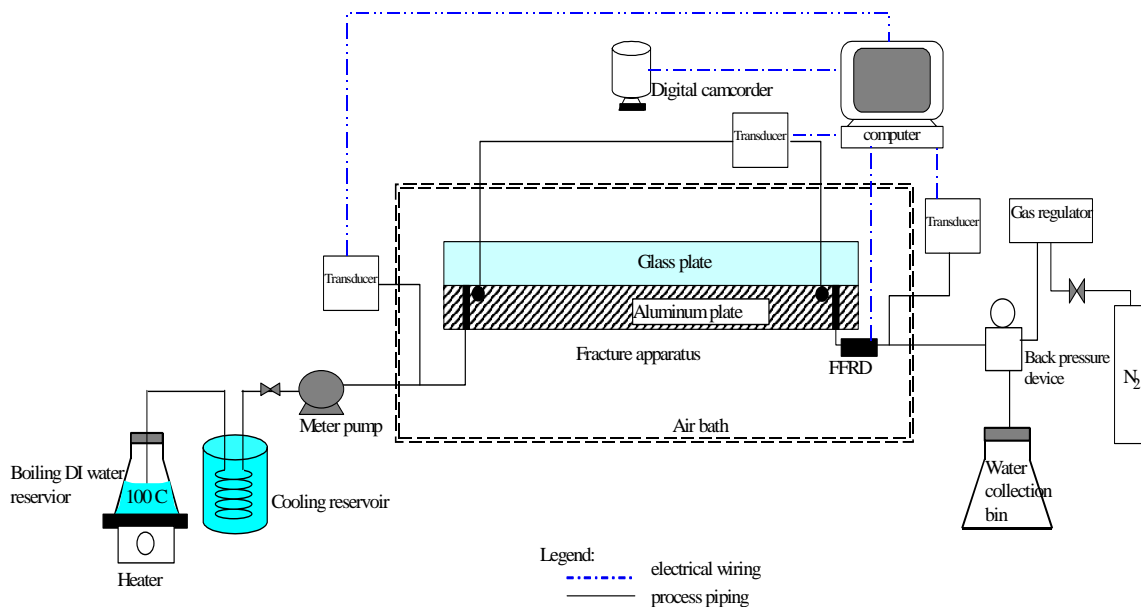 Digital camcorder
Transducer
computer
Transducer
Gas regulator
Transducer
Glass plate
Aluminum plate
Fracture apparatus
FFRD
Back pressure
device
N2
Meter pump
Air bath
Boiling DI water
reservior
100 C
Cooling reservoir
Water
collection
bin
Heater
Legend:
electrical wiring
process piping